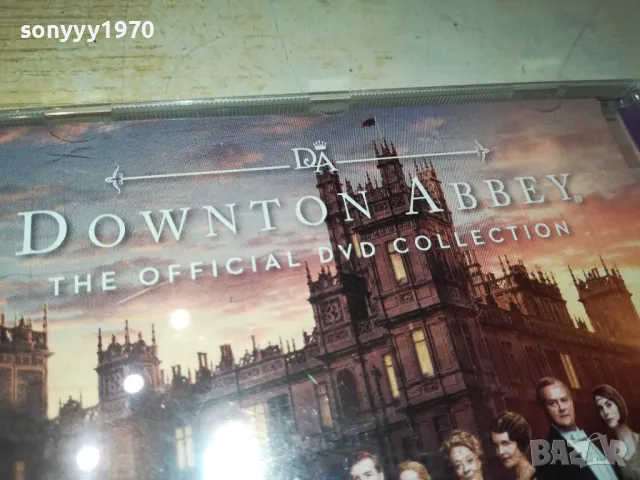 sonyyy1970
DA
DOWNTON ABBEY®
THE OFFICIAL DVD COLLECTION
BAZAR